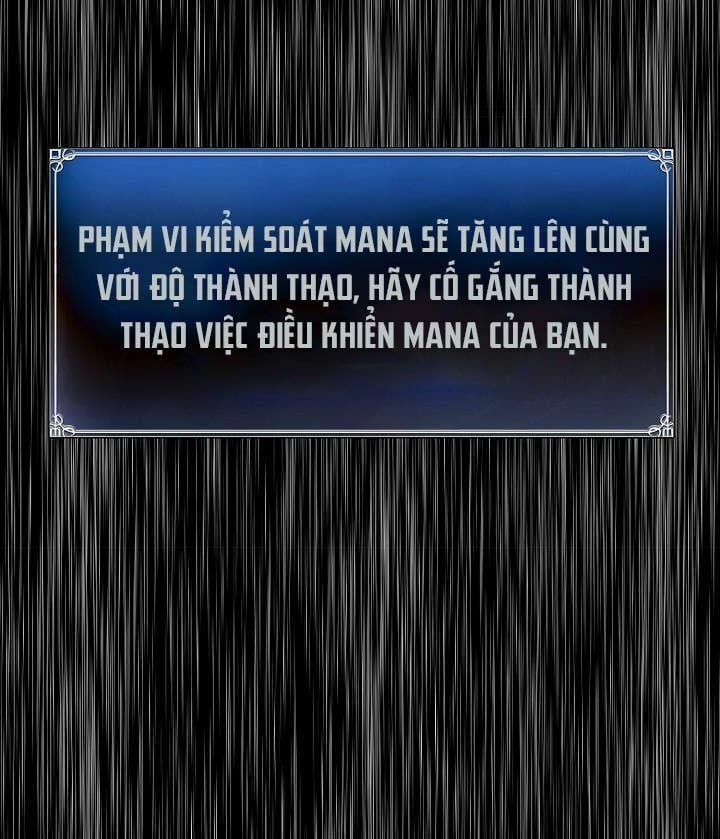 PHẠM VI KIỂM SOÁT MANA SẼ TĂNG LÊN CÙNG
VỚI ĐỘ THÀNH THẠO, HÃY CỐ GẮNG THÀNH
THẠO VIỆC ĐIỀU KHIỂN MANA CỦA BẠN.